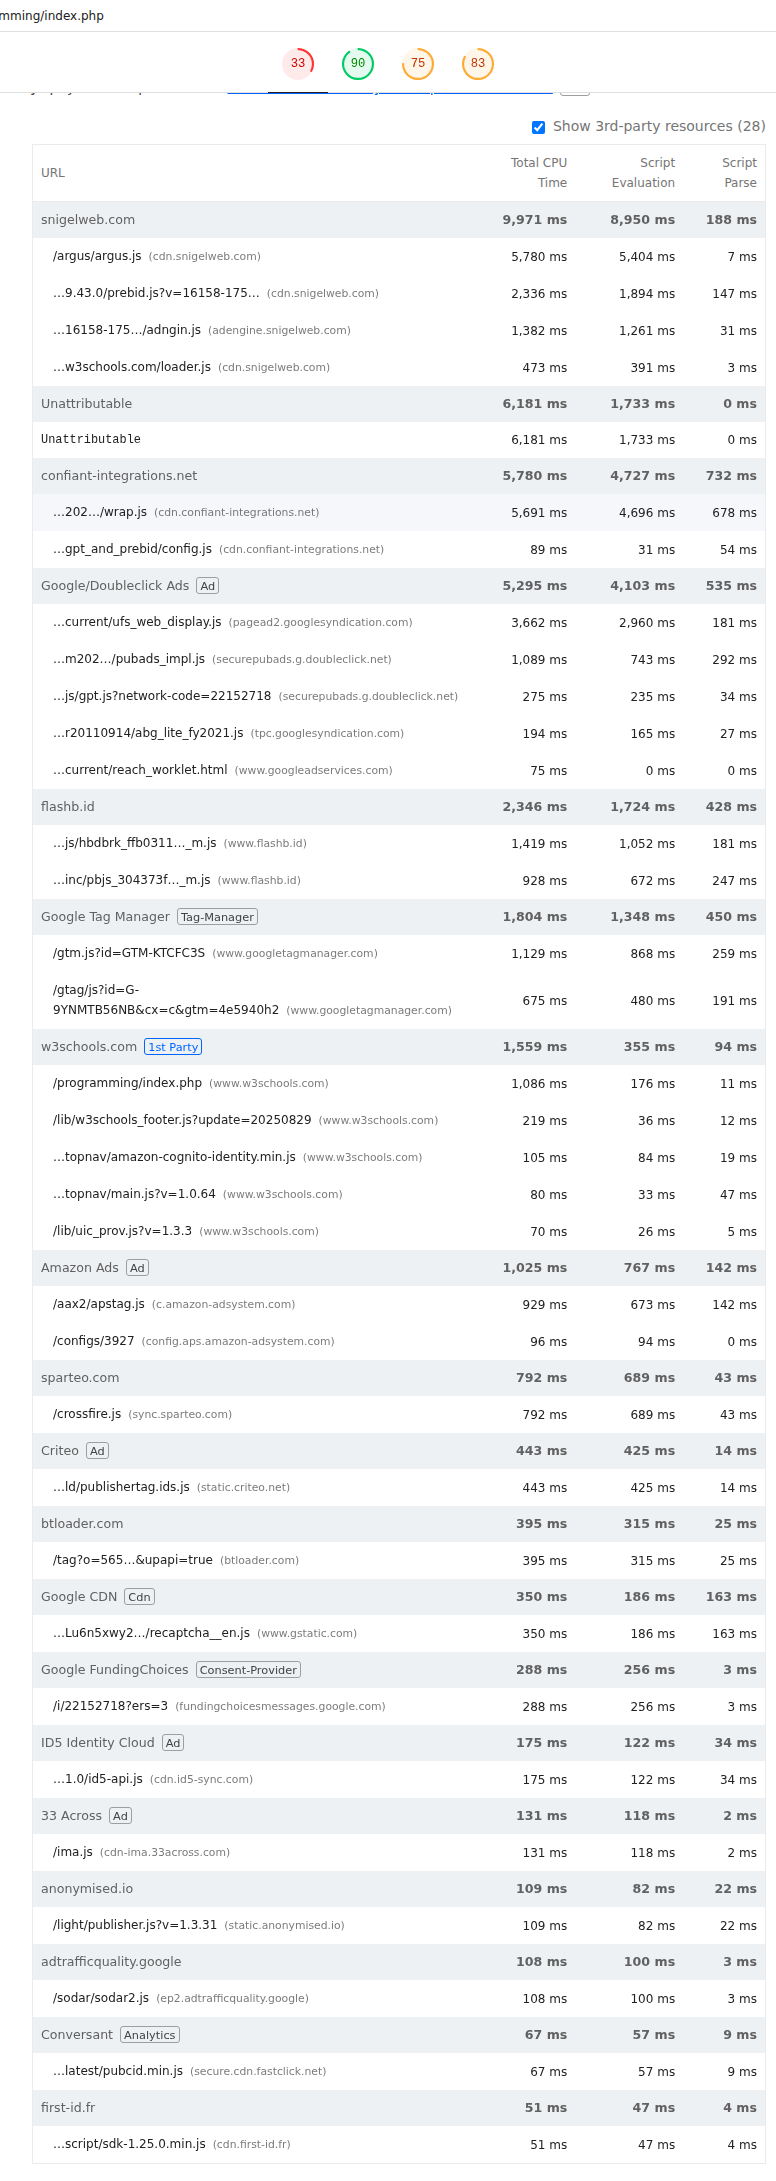 mming/index.php
33 90 75 83
Show 3rd-party resources (28)
URL Total CPU Time Script Evaluation Script Parse
snigelweb.com 9,971 ms 8,950 ms 188 ms
/argus/argus.js (cdn.snigelweb.com) 5,780 ms 5,404 ms 7 ms
…9.43.0/prebid.js?v=16158-175… (cdn.snigelweb.com) 2,336 ms 1,894 ms 147 ms
…16158-175…/adngin.js (adengine.snigelweb.com) 1,382 ms 1,261 ms 31 ms
…w3schools.com/loader.js (cdn.snigelweb.com) 473 ms 391 ms 3 ms
Unattributable 6,181 ms 1,733 ms 0 ms
Unattributable 6,181 ms 1,733 ms 0 ms
confiant-integrations.net 5,780 ms 4,727 ms 732 ms
…202…/wrap.js (cdn.confiant-integrations.net) 5,691 ms 4,696 ms 678 ms
…gpt_and_prebid/config.js (cdn.confiant-integrations.net) 89 ms 31 ms 54 ms
Google/Doubleclick Ads Ad 5,295 ms 4,103 ms 535 ms
…current/ufs_web_display.js (pagead2.googlesyndication.com) 3,662 ms 2,960 ms 181 ms
…m202…/pubads_impl.js (securepubads.g.doubleclick.net) 1,089 ms 743 ms 292 ms
…js/gpt.js?network-code=22152718 (securepubads.g.doubleclick.net) 275 ms 235 ms 34 ms
…r20110914/abg_lite_fy2021.js (tpc.googlesyndication.com) 194 ms 165 ms 27 ms
…current/reach_worklet.html (www.googleadservices.com) 75 ms 0 ms 0 ms
flashb.id 2,346 ms 1,724 ms 428 ms
…js/hbdbrk_ffb0311…_m.js (www.flashb.id) 1,419 ms 1,052 ms 181 ms
…inc/pbjs_304373f…_m.js (www.flashb.id) 928 ms 672 ms 247 ms
Google Tag Manager Tag-Manager 1,804 ms 1,348 ms 450 ms
/gtm.js?id=GTM-KTCFC3S (www.googletagmanager.com) 1,129 ms 868 ms 259 ms
/gtag/js?id=G-
9YNMTB56NB&cx=c&gtm=4e5940h2 (www.googletagmanager.com) 675 ms 480 ms 191 ms
w3schools.com 1st Party 1,559 ms 355 ms 94 ms
/programming/index.php (www.w3schools.com) 1,086 ms 176 ms 11 ms
/lib/w3schools_footer.js?update=20250829 (www.w3schools.com) 219 ms 36 ms 12 ms
…topnav/amazon-cognito-identity.min.js (www.w3schools.com) 105 ms 84 ms 19 ms
…topnav/main.js?v=1.0.64 (www.w3schools.com) 80 ms 33 ms 47 ms
/lib/uic_prov.js?v=1.3.3 (www.w3schools.com) 70 ms 26 ms 5 ms
Amazon Ads Ad 1,025 ms 767 ms 142 ms
/aax2/apstag.js (c.amazon-adsystem.com) 929 ms 673 ms 142 ms
/configs/3927 (config.aps.amazon-adsystem.com) 96 ms 94 ms 0 ms
sparteo.com 792 ms 689 ms 43 ms
/crossfire.js (sync.sparteo.com) 792 ms 689 ms 43 ms
Criteo Ad 443 ms 425 ms 14 ms
…ld/publishertag.ids.js (static.criteo.net) 443 ms 425 ms 14 ms
btloader.com 395 ms 315 ms 25 ms
/tag?o=565…&upapi=true (btloader.com) 395 ms 315 ms 25 ms
Google CDN Cdn 350 ms 186 ms 163 ms
…Lu6n5xwy2…/recaptcha__en.js (www.gstatic.com) 350 ms 186 ms 163 ms
Google FundingChoices Consent-Provider 288 ms 256 ms 3 ms
/i/22152718?ers=3 (fundingchoicesmessages.google.com) 288 ms 256 ms 3 ms
ID5 Identity Cloud Ad 175 ms 122 ms 34 ms
…1.0/id5-api.js (cdn.id5-sync.com) 175 ms 122 ms 34 ms
33 Across Ad 131 ms 118 ms 2 ms
/ima.js (cdn-ima.33across.com) 131 ms 118 ms 2 ms
anonymised.io 109 ms 82 ms 22 ms
/light/publisher.js?v=1.3.31 (static.anonymised.io) 109 ms 82 ms 22 ms
adtrafficquality.google 108 ms 100 ms 3 ms
/sodar/sodar2.js (ep2.adtrafficquality.google) 108 ms 100 ms 3 ms
Conversant Analytics 67 ms 57 ms 9 ms
…latest/pubcid.min.js (secure.cdn.fastclick.net) 67 ms 57 ms 9 ms
first-id.fr 51 ms 47 ms 4 ms
…script/sdk-1.25.0.min.js (cdn.first-id.fr) 51 ms 47 ms 4 ms